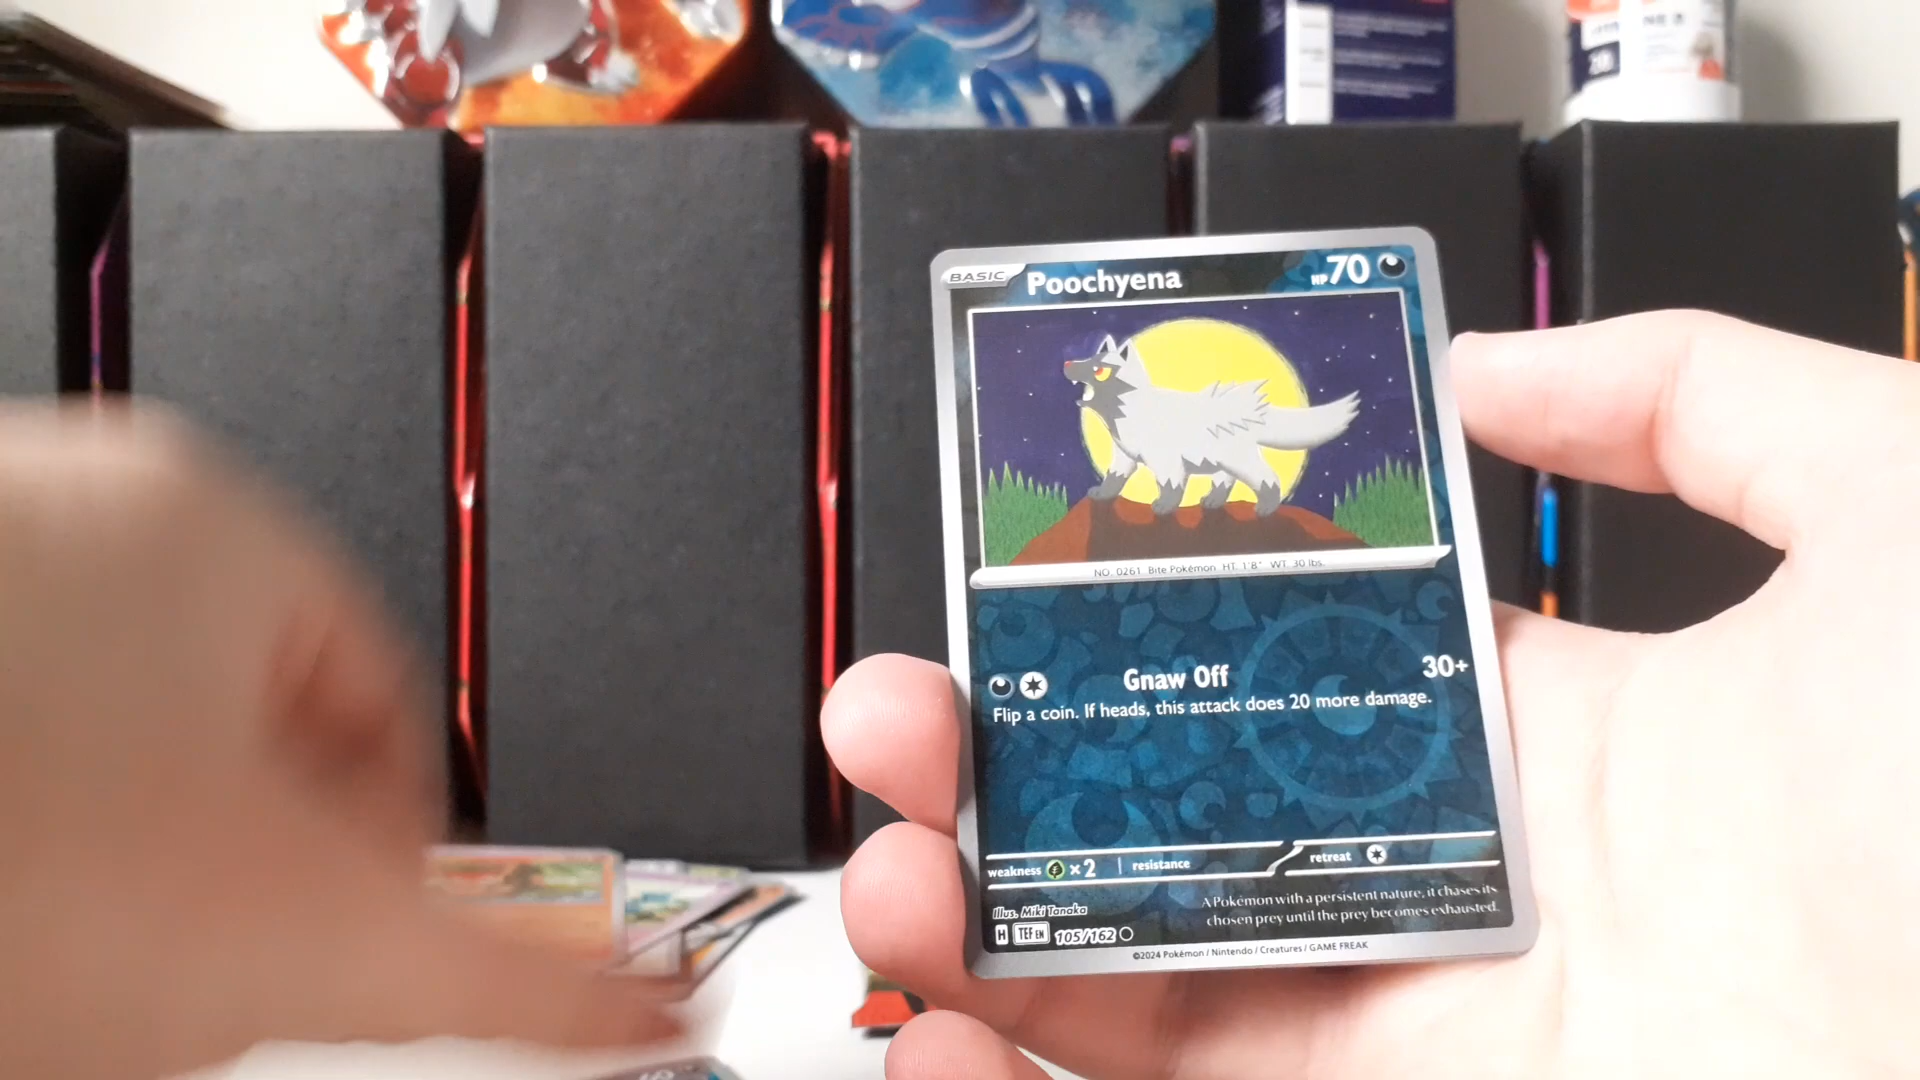 BASIC Poochyena HP 70
NO. 0261 Bite Pokémon HT: 1'8" WT: 30 lbs.
Gnaw Off 30+
Flip a coin. If heads, this attack does 20 more damage.
weakness ×2 resistance retreat
A Pokémon with a persistent nature, it chases its
chosen prey until the prey becomes exhausted.
Illus. Miki Tanaka
H TEF EN 105/162
©2024 Pokémon / Nintendo / Creatures / GAME FREAK